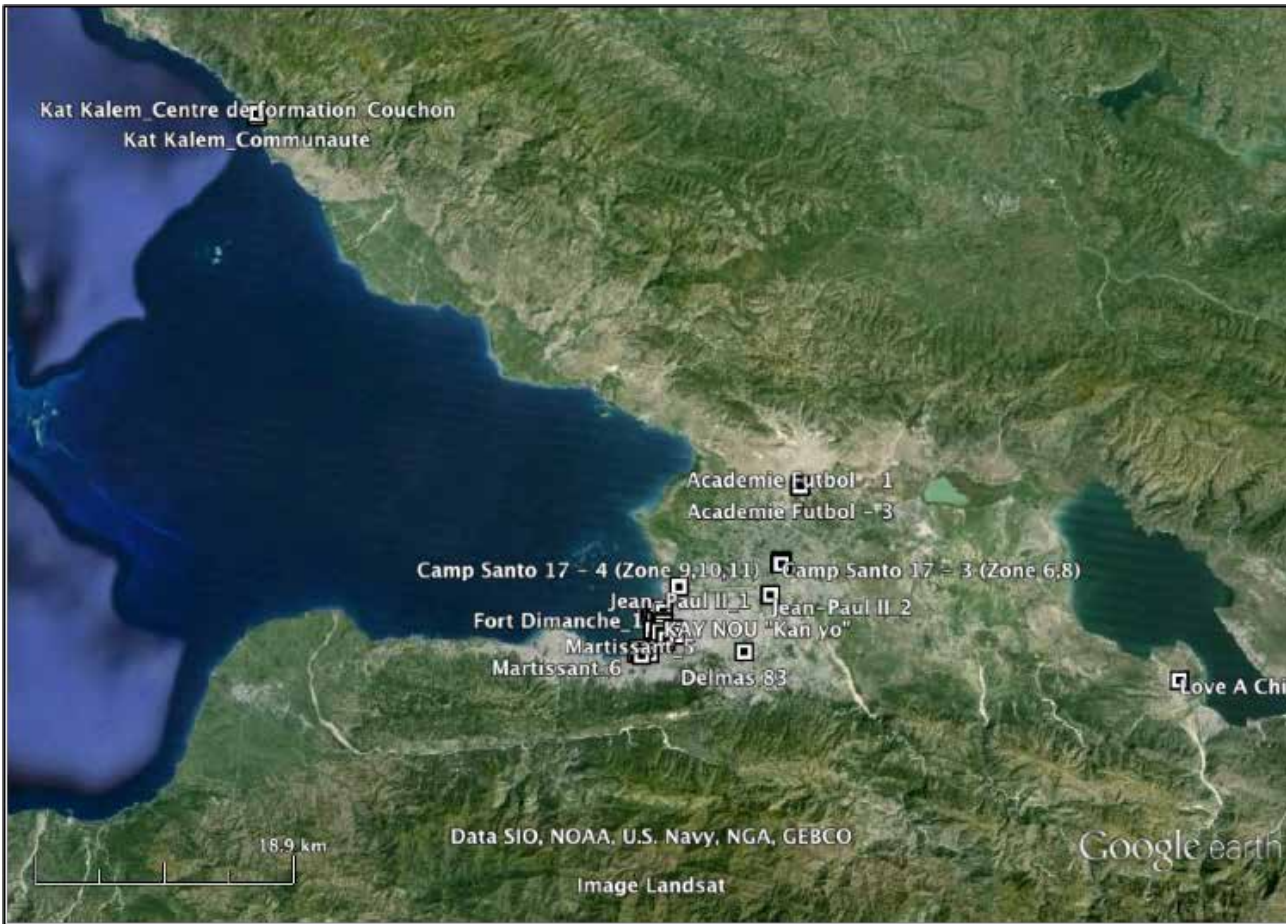 Kat Kalem_Centre de formation Couchon
Kat Kalem_Communaute
Academie Futbol - 1
Academie Futbol - 3
Camp Santo 17 - 4 (Zone 9,10,11)
Camp Santo 17 - 3 (Zone 6,8)
Jean-Paul II_1
Jean-Paul II_2
Fort Dimanche_1
KAY NOU "Kan yo"
Martissant_5
Martissant 6
Delmas 83
Love A Chi
18.9 km
Data SIO, NOAA, U.S. Navy, NGA, GEBCO
Image Landsat
Google earth